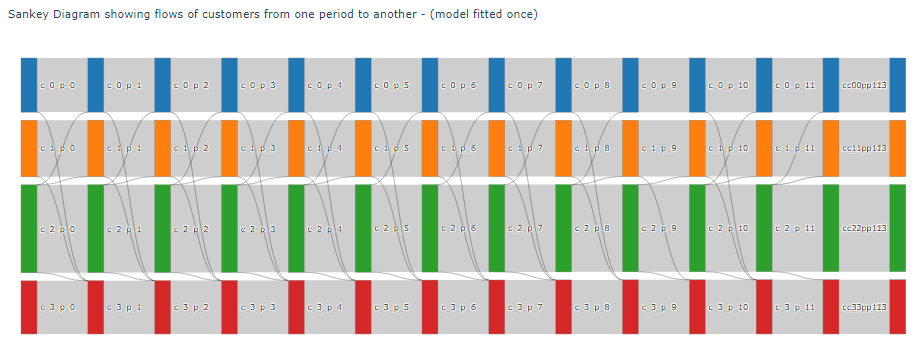 Sankey Diagram showing flows of customers from one period to another - (model fitted once)
c 0 p 0 c 0 p 1 c 0 p 2 c 0 p 3 c 0 p 4 c 0 p 5 c 0 p 6 c 0 p 7 c 0 p 8 c 0 p 9 c 0 p 10 c 0 p 11
c 1 p 0 c 1 p 1 c 1 p 2 c 1 p 3 c 1 p 4 c 1 p 5 c 1 p 6 c 1 p 7 c 1 p 8 c 1 p 9 c 1 p 10 c 1 p 11
c 2 p 0 c 2 p 1 c 2 p 2 c 2 p 3 c 2 p 4 c 2 p 5 c 2 p 6 c 2 p 7 c 2 p 8 c 2 p 9 c 2 p 10 c 2 p 11
c 3 p 0 c 3 p 1 c 3 p 2 c 3 p 3 c 3 p 4 c 3 p 5 c 3 p 6 c 3 p 7 c 3 p 8 c 3 p 9 c 3 p 10 c 3 p 11